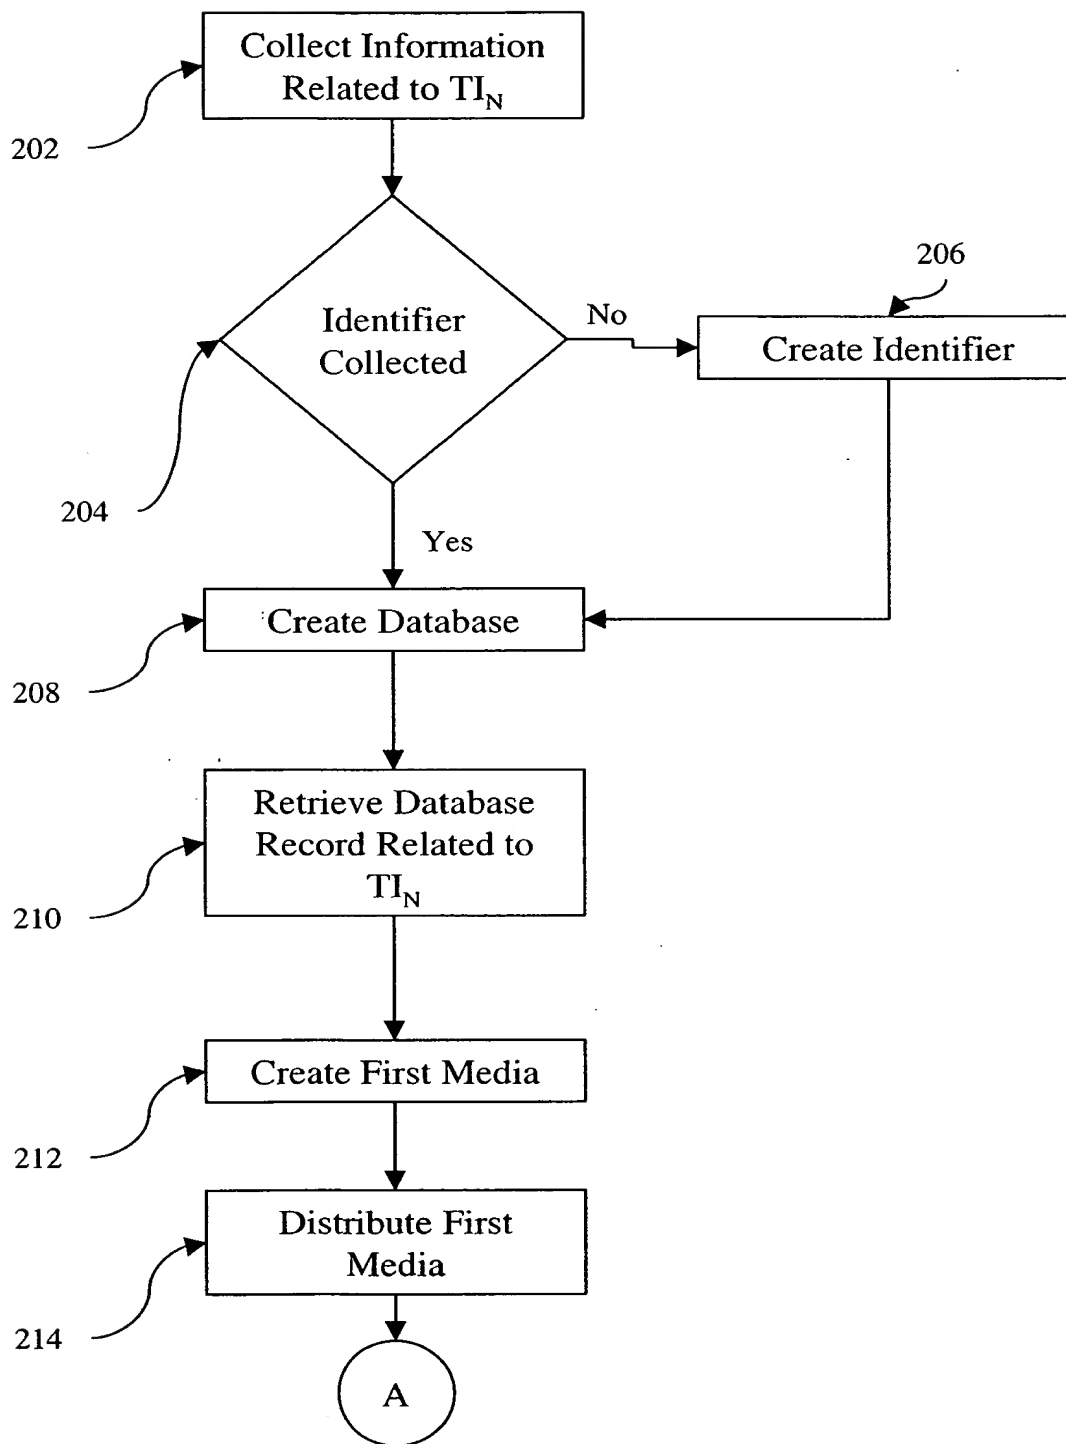 Collect Information
Related to TI_N
202
206
Identifier
Collected
No
Create Identifier
204
Yes
Create Database
208
Retrieve Database
Record Related to
TI_N
210
Create First Media
212
Distribute First
Media
214
A